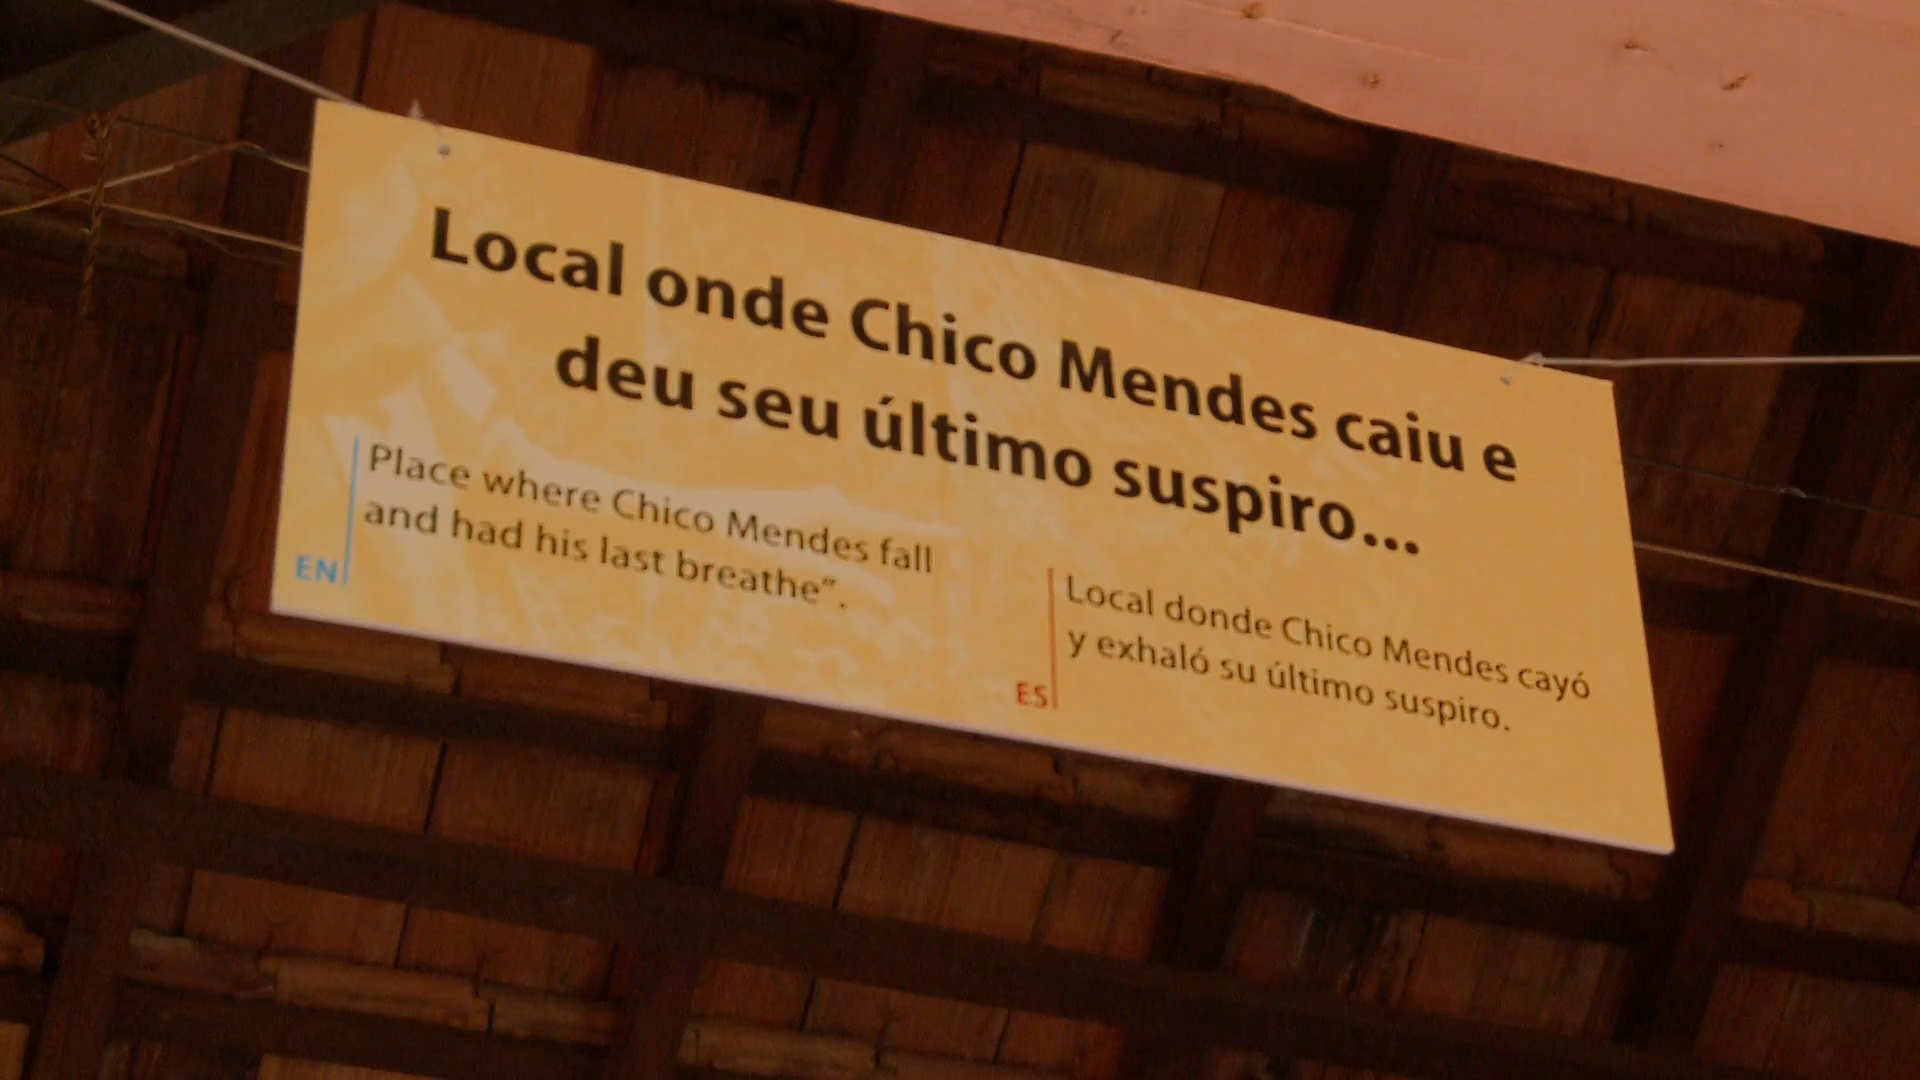 Local onde Chico Mendes caiu e
deu seu último suspiro...
EN
Place where Chico Mendes fall
and had his last breathe”.
ES
Local donde Chico Mendes cayó
y exhaló su último suspiro.